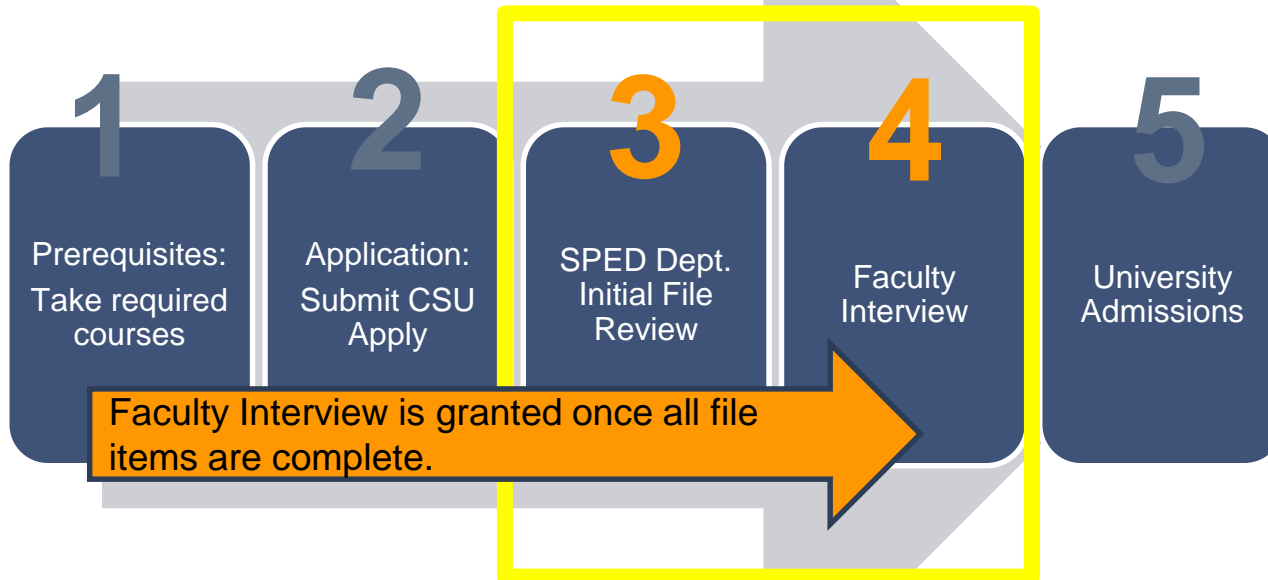 1
2
3
4
5
Prerequisites:
Take required
courses
Application:
Submit CSU
Apply
SPED Dept.
Initial File
Review
Faculty
Interview
University
Admissions
Faculty Interview is granted once all file
items are complete.